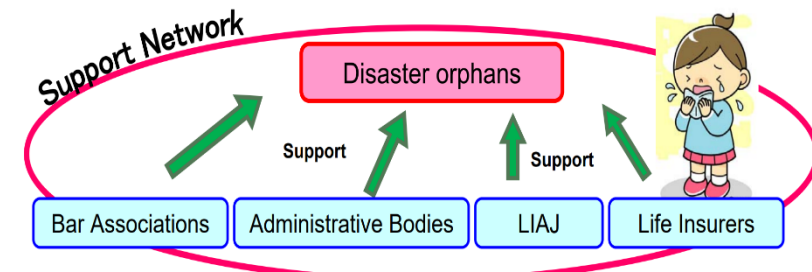 Support Network
Disaster orphans
Support
Support
Bar Associations
Administrative Bodies
LIAJ
Life Insurers